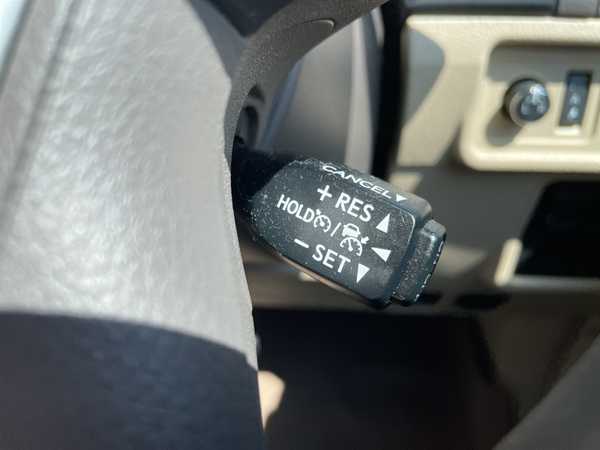 CANCEL
+ RES
HOLD /
- SET